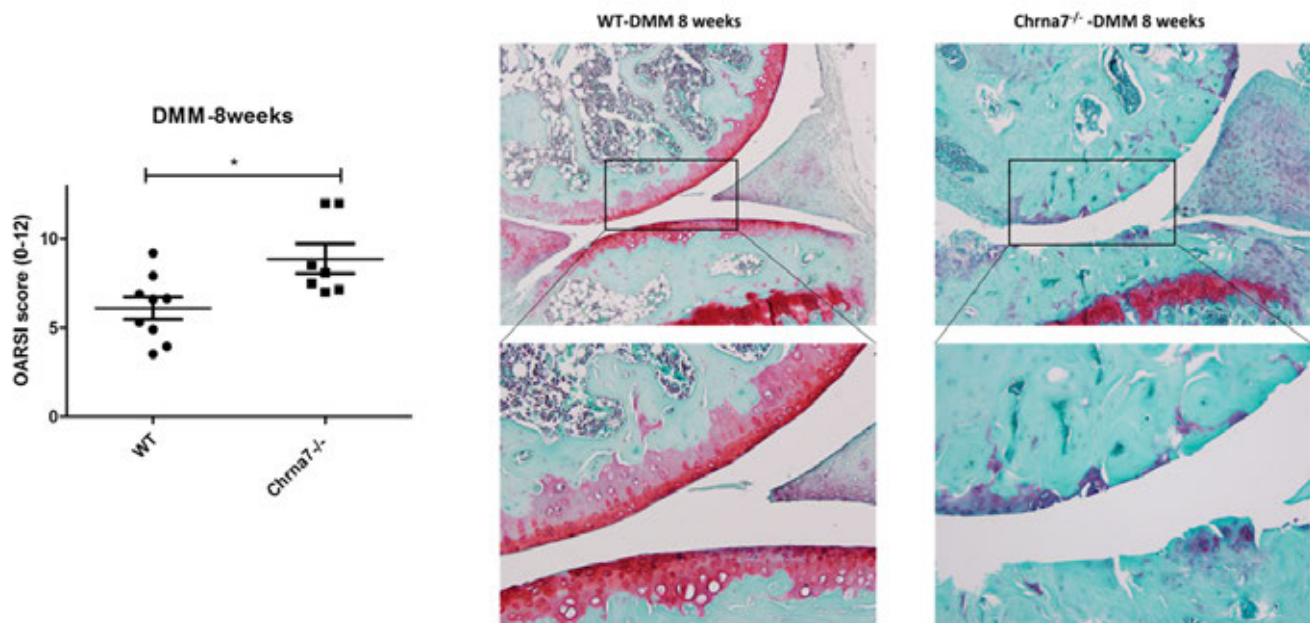 WT-DMM 8 weeks
Chrna7-/- -DMM 8 weeks
DMM-8weeks
*
OARSI score (0-12)
10
5
0
WT
Chrna7-/-